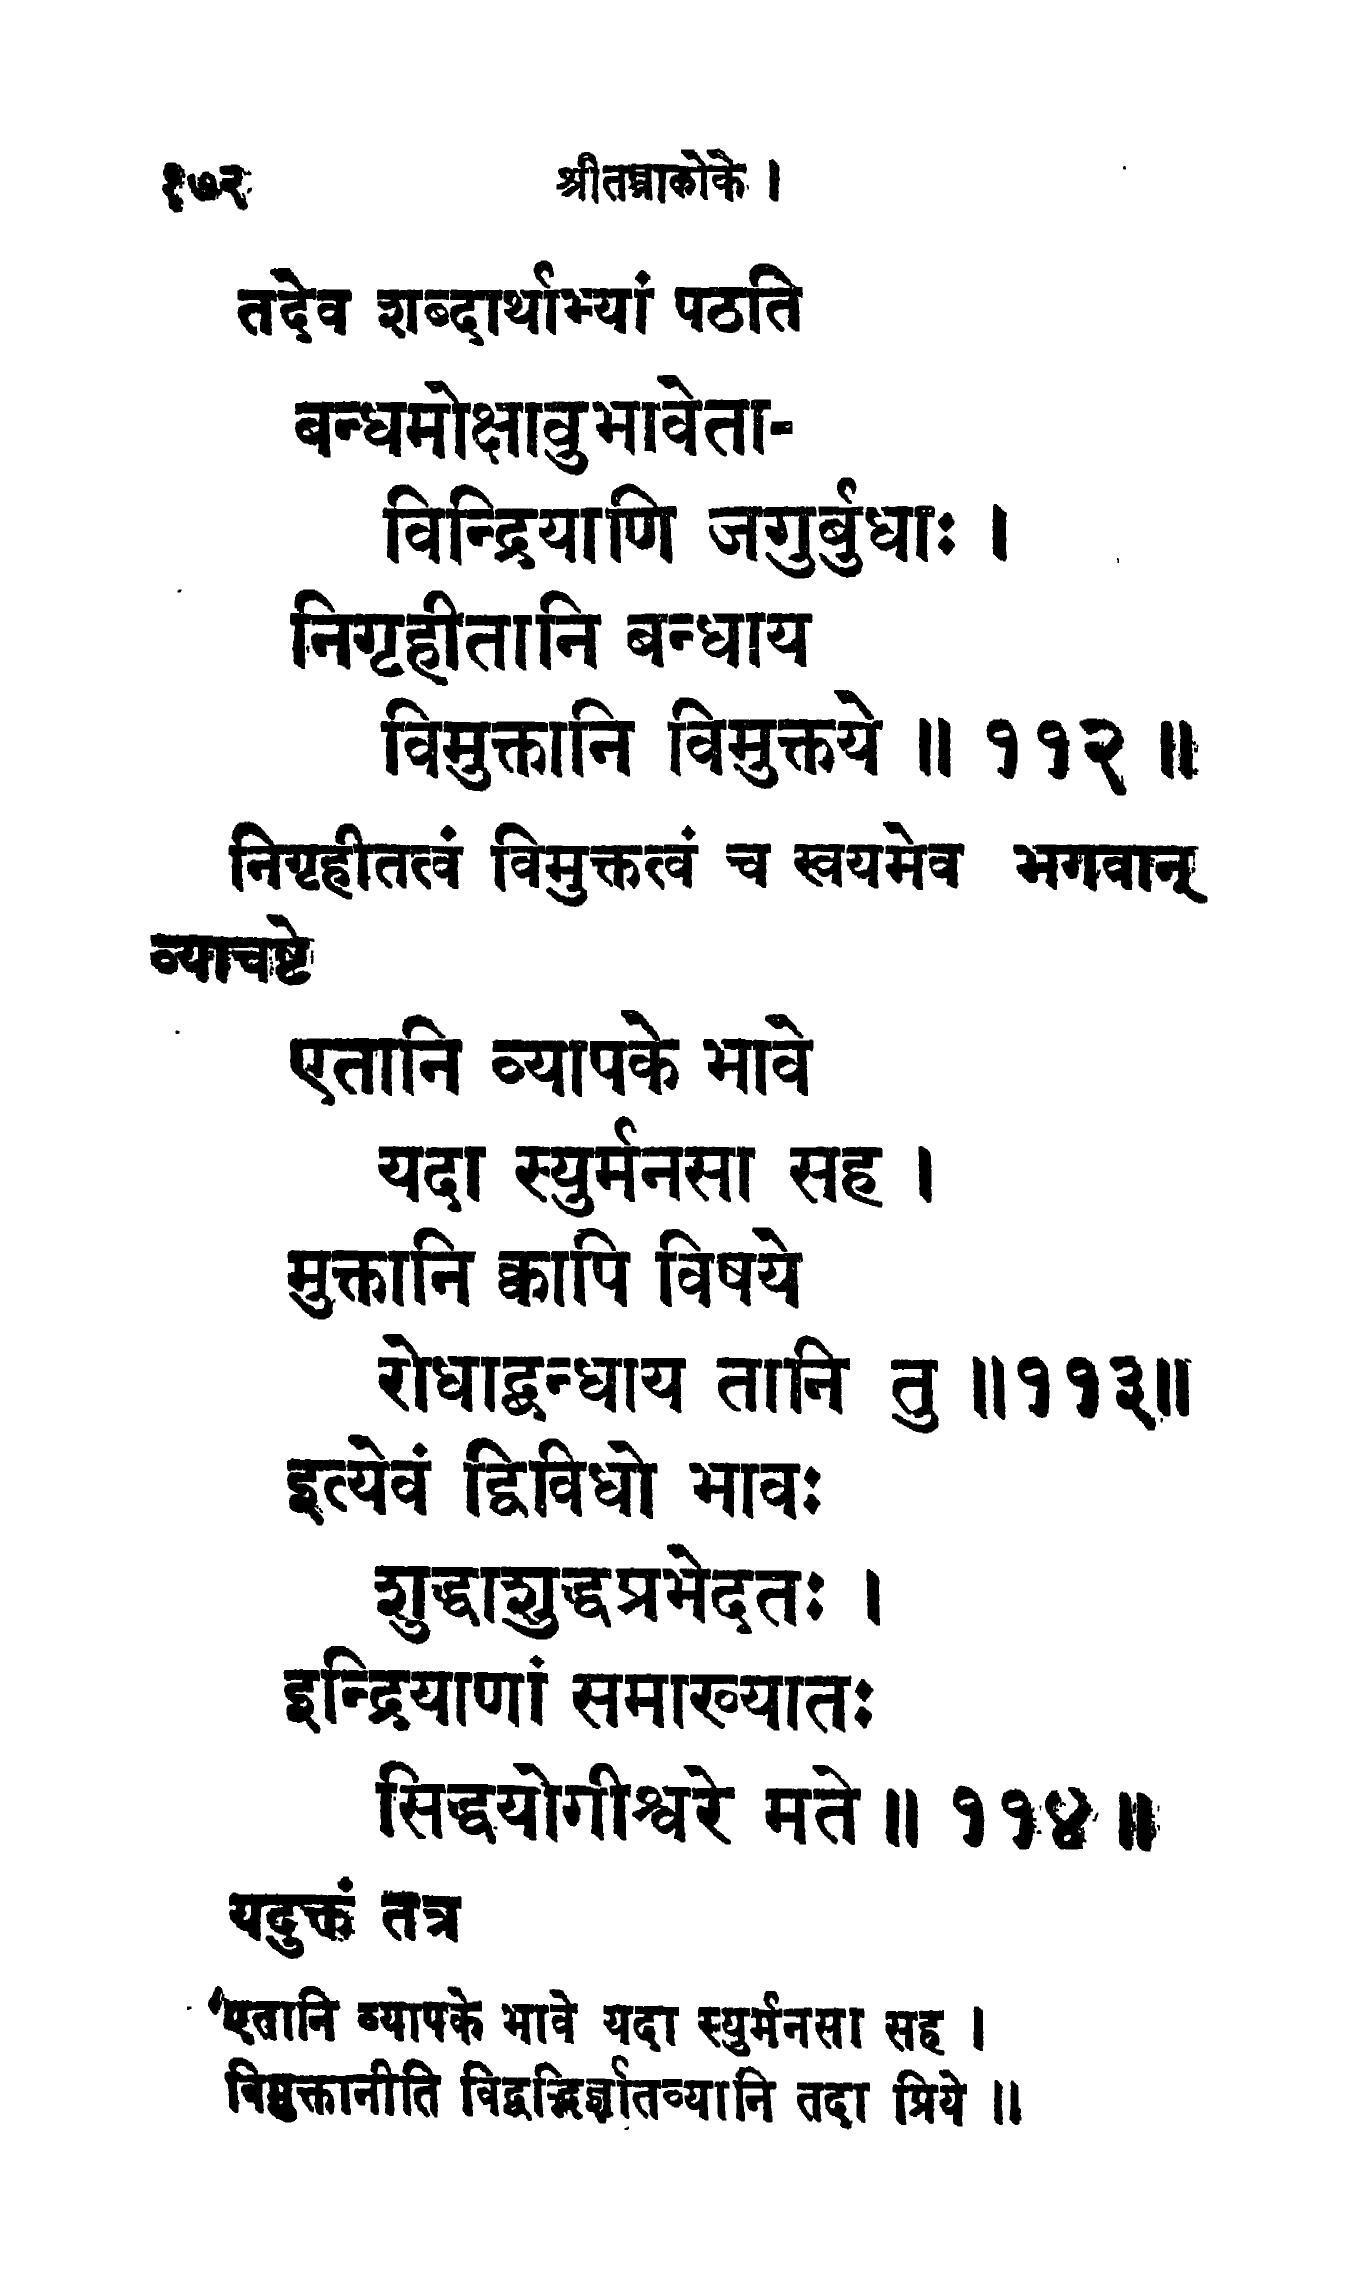 १७२ श्रीतन्त्रालोके ।
तदेव शब्दार्थाभ्यां पठति
बन्धमोक्षावुभावेता-
विन्द्रियाणि जगुर्बुधाः ।
निगृहीतानि बन्धाय
विमुक्तानि विमुक्तये ॥ ११२ ॥
निगृहीतत्वं विमुक्तत्वं च स्वयमेव भगवान्
व्याचष्टे
एतानि व्यापके भावे
यदा स्युर्मनसा सह ।
मुक्तानि क्वापि विषये
रोधाद्बन्धाय तानि तु ॥११३॥
इत्येवं द्विविधो भावः
शुद्धाशुद्धप्रभेदतः ।
इन्द्रियाणां समाख्यातः
सिद्धयोगीश्वरे मते ॥ ११४ ॥
यदुक्तं तत्र
'एतानि व्यापके भावे यदा स्युर्मनसा सह ।
विमुक्तानीति विद्वद्भिर्ज्ञातव्यानि तदा प्रिये ॥